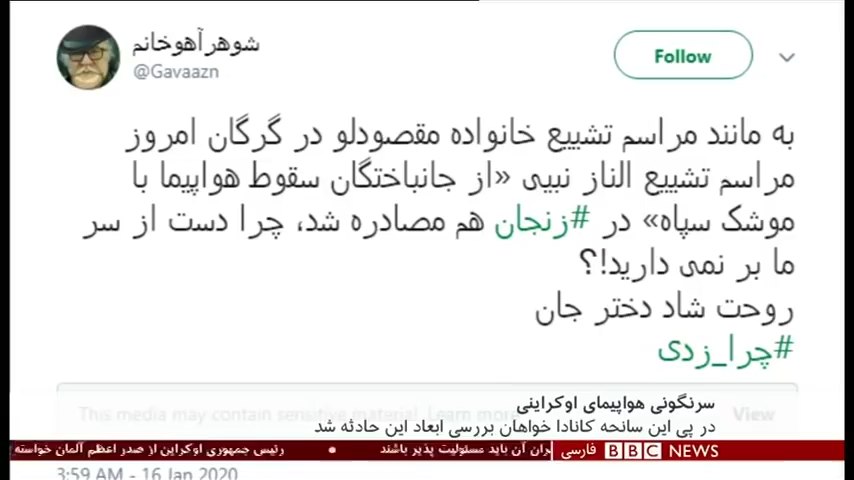 شوهرآهوخانم
@Gavaazn
Follow
به مانند مراسم تشییع خانواده مقصودلو در گرگان امروز
مراسم تشییع الناز نبیی «از جانباختگان سقوط هواپیما با
موشک سپاه» در #زنجان هم مصادره شد، چرا دست از سر
ما بر نمی دارید!؟
روحت شاد دختر جان
#چرا_زدی
This media may contain sensitive material. Learn more
View
سرنگونی هواپیمای اوکراینی
در پی این سانحه کانادا خواهان بررسی ابعاد این حادثه شد
BBC NEWS فارسی
ران آن باید مسئولیت پذیر باشند • رئیس جمهوری اوکراین از صدر اعظم آلمان خواسته
3:59 AM - 16 Jan 2020